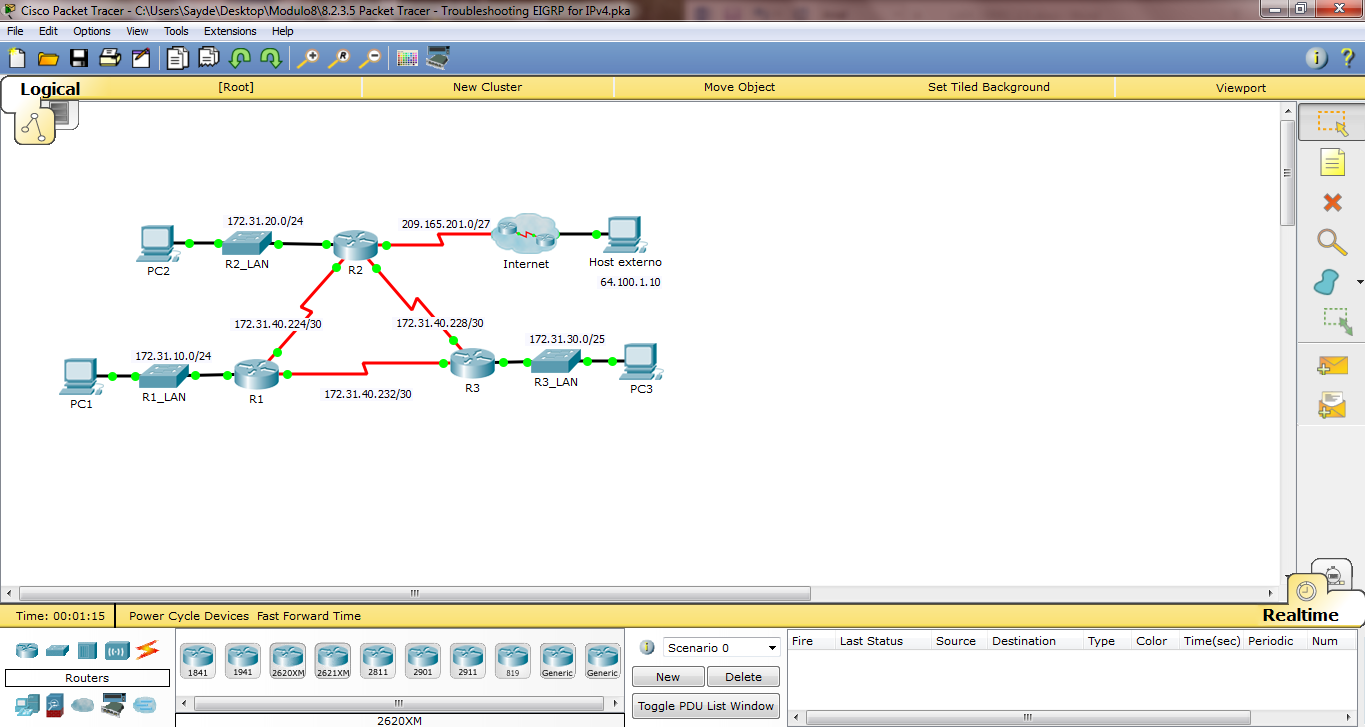 Cisco Packet Tracer - C:\Users\Sayde\Desktop\Modulo8\8.2.3.5 Packet Tracer - Troubleshooting EIGRP for IPv4.pka
File Edit Options View Tools Extensions Help
Logical [Root] New Cluster Move Object Set Tiled Background Viewport
172.31.20.0/24
209.165.201.0/27
PC2
R2_LAN
R2
Internet
Host externo
64.100.1.10
172.31.40.224/30
172.31.40.228/30
172.31.10.0/24
172.31.30.0/25
PC1
R1_LAN
R1
172.31.40.232/30
R3
R3_LAN
PC3
Time: 00:01:15 Power Cycle Devices Fast Forward Time
Realtime
Routers
1841 1941 2620XM 2621XM 2811 2901 2911 819 Generic Generic
2620XM
Scenario 0
New Delete
Toggle PDU List Window
Fire Last Status Source Destination Type Color Time(sec) Periodic Num